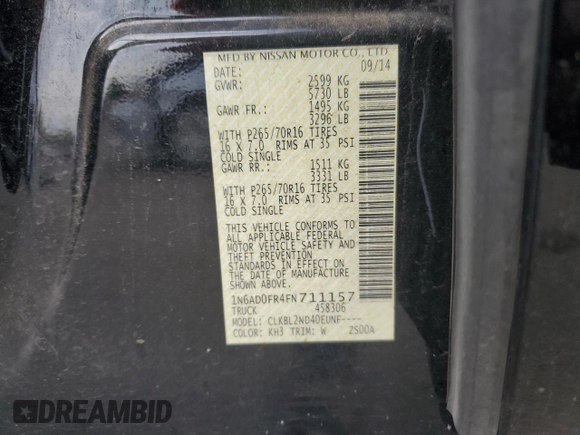 MFD BY NISSAN MOTOR CO., LTD.
DATE: 09/14
GVWR: 2599 KG
5730 LB
GAWR FR.: 1495 KG
3296 LB
WITH P265/70R16 TIRES
16 X 7.0 RIMS AT 35 PSI
COLD SINGLE
GAWR RR.: 1511 KG
3331 LB
WITH P265/70R16 TIRES
16 X 7.0 RIMS AT 35 PSI
COLD SINGLE
THIS VEHICLE CONFORMS TO
ALL APPLICABLE FEDERAL
MOTOR VEHICLE SAFETY AND
THEFT PREVENTION
STANDARDS IN EFFECT ON
THE DATE OF MANUFACTURE
SHOWN ABOVE.
1N6AD0FR4FN711157
TRUCK 458306
MODEL: CLKBL2ND40EUNF----
COLOR: KH3 TRIM: W 2S00A
DREAMBID